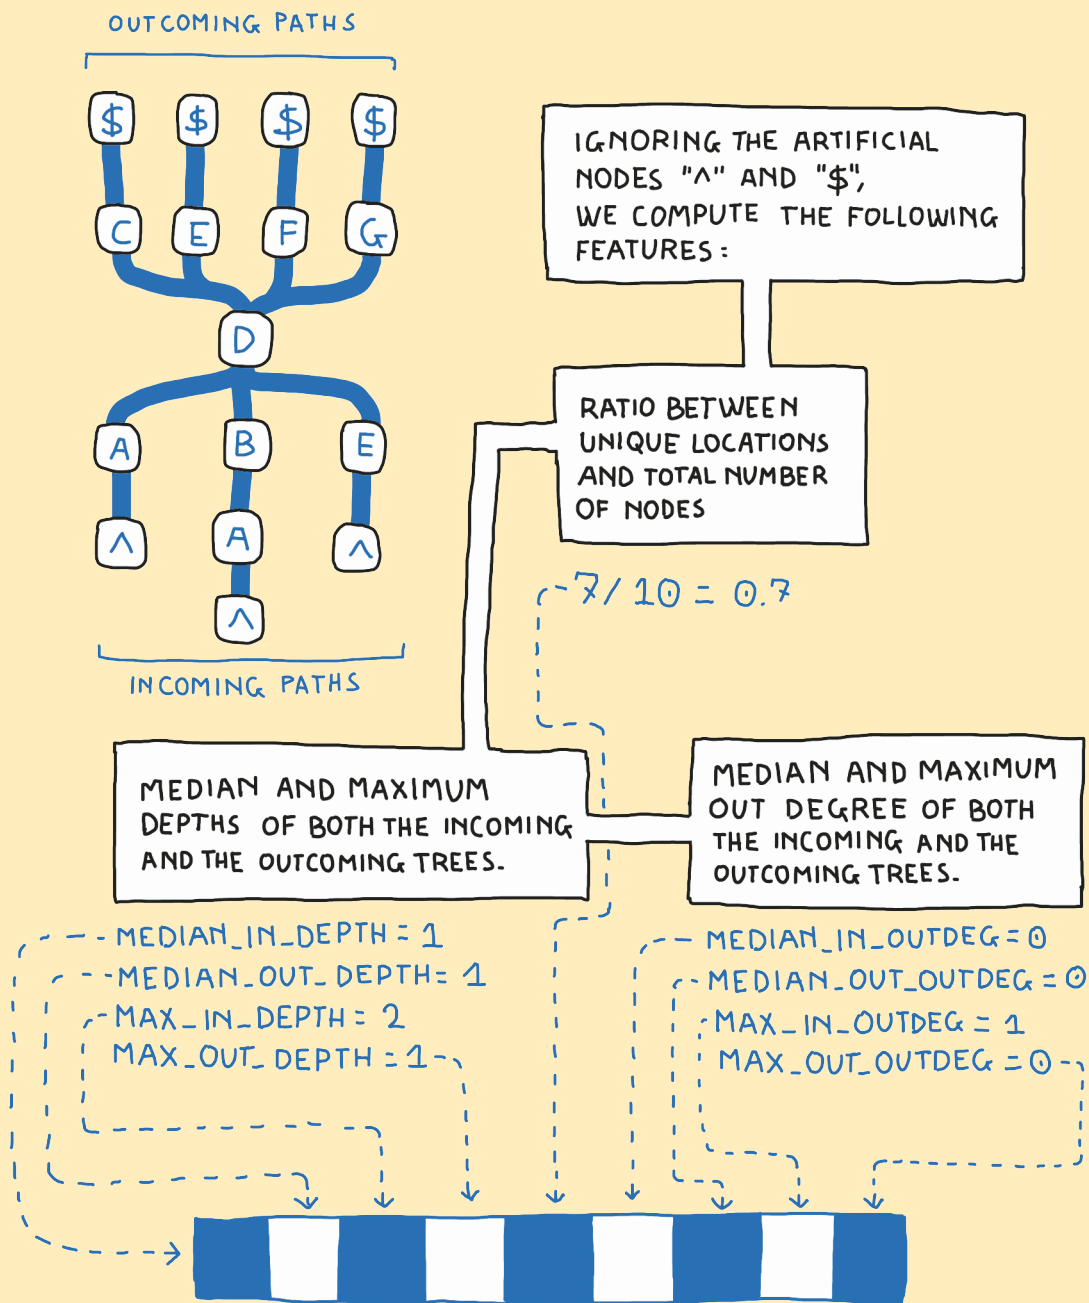 OUTCOMING PATHS
$ $ $ $
C E F G
D
A B E
^ A ^
^
INCOMING PATHS
IGNORING THE ARTIFICIAL
NODES "^" AND "$",
WE COMPUTE THE FOLLOWING
FEATURES:
RATIO BETWEEN
UNIQUE LOCATIONS
AND TOTAL NUMBER
OF NODES
7/10 = 0.7
MEDIAN AND MAXIMUM
DEPTHS OF BOTH THE INCOMING
AND THE OUTCOMING TREES.
MEDIAN AND MAXIMUM
OUT DEGREE OF BOTH
THE INCOMING AND THE
OUTCOMING TREES.
MEDIAN_IN_DEPTH = 1
MEDIAN_OUT_DEPTH = 1
MAX_IN_DEPTH = 2
MAX_OUT_DEPTH = 1
MEDIAN_IN_OUTDEG = 0
MEDIAN_OUT_OUTDEG = 0
MAX_IN_OUTDEG = 1
MAX_OUT_OUTDEG = 0